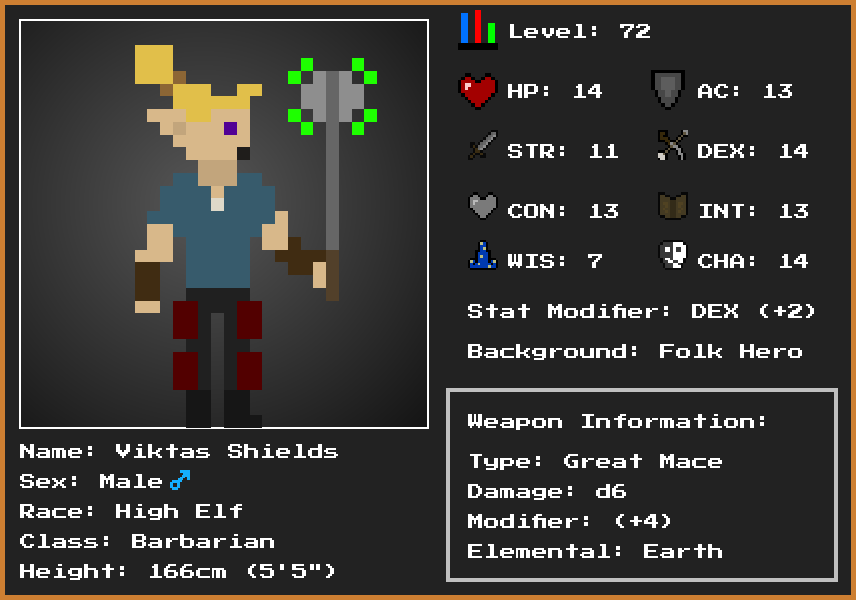 Level: 72
HP: 14
AC: 13
STR: 11
DEX: 14
CON: 13
INT: 13
WIS: 7
CHA: 14
Stat Modifier: DEX (+2)
Background: Folk Hero
Weapon Information:
Type: Great Mace
Damage: d6
Modifier: (+4)
Elemental: Earth
Name: Viktas Shields
Sex: Male ♂
Race: High Elf
Class: Barbarian
Height: 166cm (5'5")